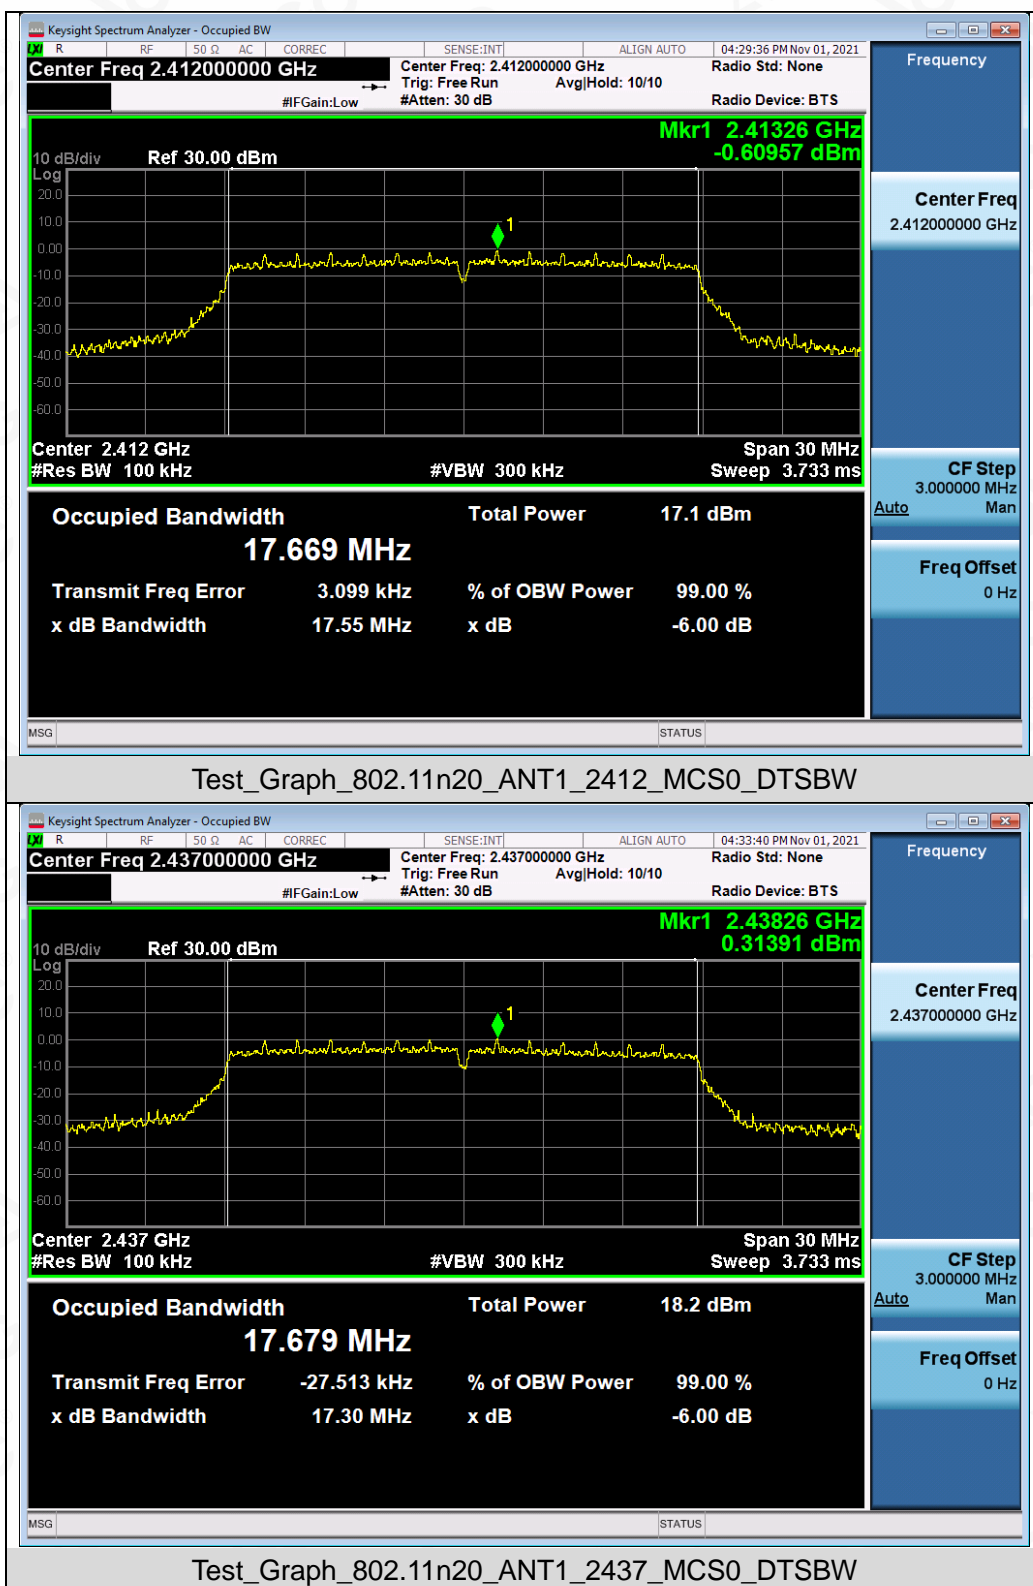 Keysight Spectrum Analyzer - Occupied BW
LXI R RF 50 Ω AC CORREC SENSE:INT ALIGN AUTO 04:29:36 PM Nov 01, 2021
Center Freq 2.412000000 GHz
Center Freq: 2.412000000 GHz
Radio Std: None
Trig: Free Run Avg|Hold: 10/10
#IFGain:Low #Atten: 30 dB Radio Device: BTS
Frequency
Mkr1 2.41326 GHz
-0.60957 dBm
10 dB/div Ref 30.00 dBm
Log
20.0
10.0
0.00
-10.0
-20.0
-30.0
-40.0
-50.0
-60.0
1
Center 2.412 GHz Span 30 MHz
#Res BW 100 kHz #VBW 300 kHz Sweep 3.733 ms
Center Freq
2.412000000 GHz
CF Step
3.000000 MHz
Auto Man
Freq Offset
0 Hz
Occupied Bandwidth Total Power 17.1 dBm
17.669 MHz
Transmit Freq Error 3.099 kHz % of OBW Power 99.00 %
x dB Bandwidth 17.55 MHz x dB -6.00 dB
MSG STATUS
Test_Graph_802.11n20_ANT1_2412_MCS0_DTSBW
Keysight Spectrum Analyzer - Occupied BW
LXI R RF 50 Ω AC CORREC SENSE:INT ALIGN AUTO 04:33:40 PM Nov 01, 2021
Center Freq 2.437000000 GHz
Center Freq: 2.437000000 GHz
Radio Std: None
Trig: Free Run Avg|Hold: 10/10
#IFGain:Low #Atten: 30 dB Radio Device: BTS
Frequency
Mkr1 2.43826 GHz
0.31391 dBm
10 dB/div Ref 30.00 dBm
Log
20.0
10.0
0.00
-10.0
-20.0
-30.0
-40.0
-50.0
-60.0
1
Center 2.437 GHz Span 30 MHz
#Res BW 100 kHz #VBW 300 kHz Sweep 3.733 ms
Center Freq
2.437000000 GHz
CF Step
3.000000 MHz
Auto Man
Freq Offset
0 Hz
Occupied Bandwidth Total Power 18.2 dBm
17.679 MHz
Transmit Freq Error -27.513 kHz % of OBW Power 99.00 %
x dB Bandwidth 17.30 MHz x dB -6.00 dB
MSG STATUS
Test_Graph_802.11n20_ANT1_2437_MCS0_DTSBW